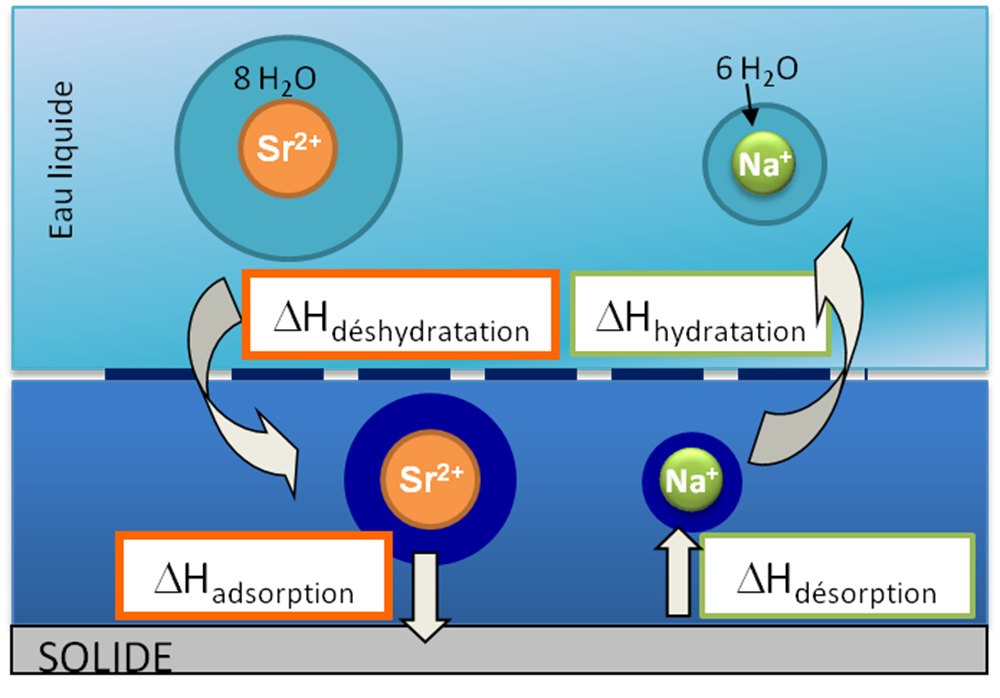 Eau liquide
8 H₂O
Sr²⁺
6 H₂O
Na⁺
ΔHdéshydratation
ΔHhydratation
Sr²⁺
Na⁺
ΔHadsorption
ΔHdésorption
SOLIDE